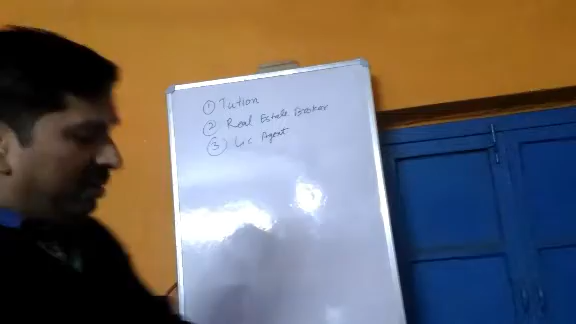 ① Tution
② Real Estate Broker
③ Lic Agent